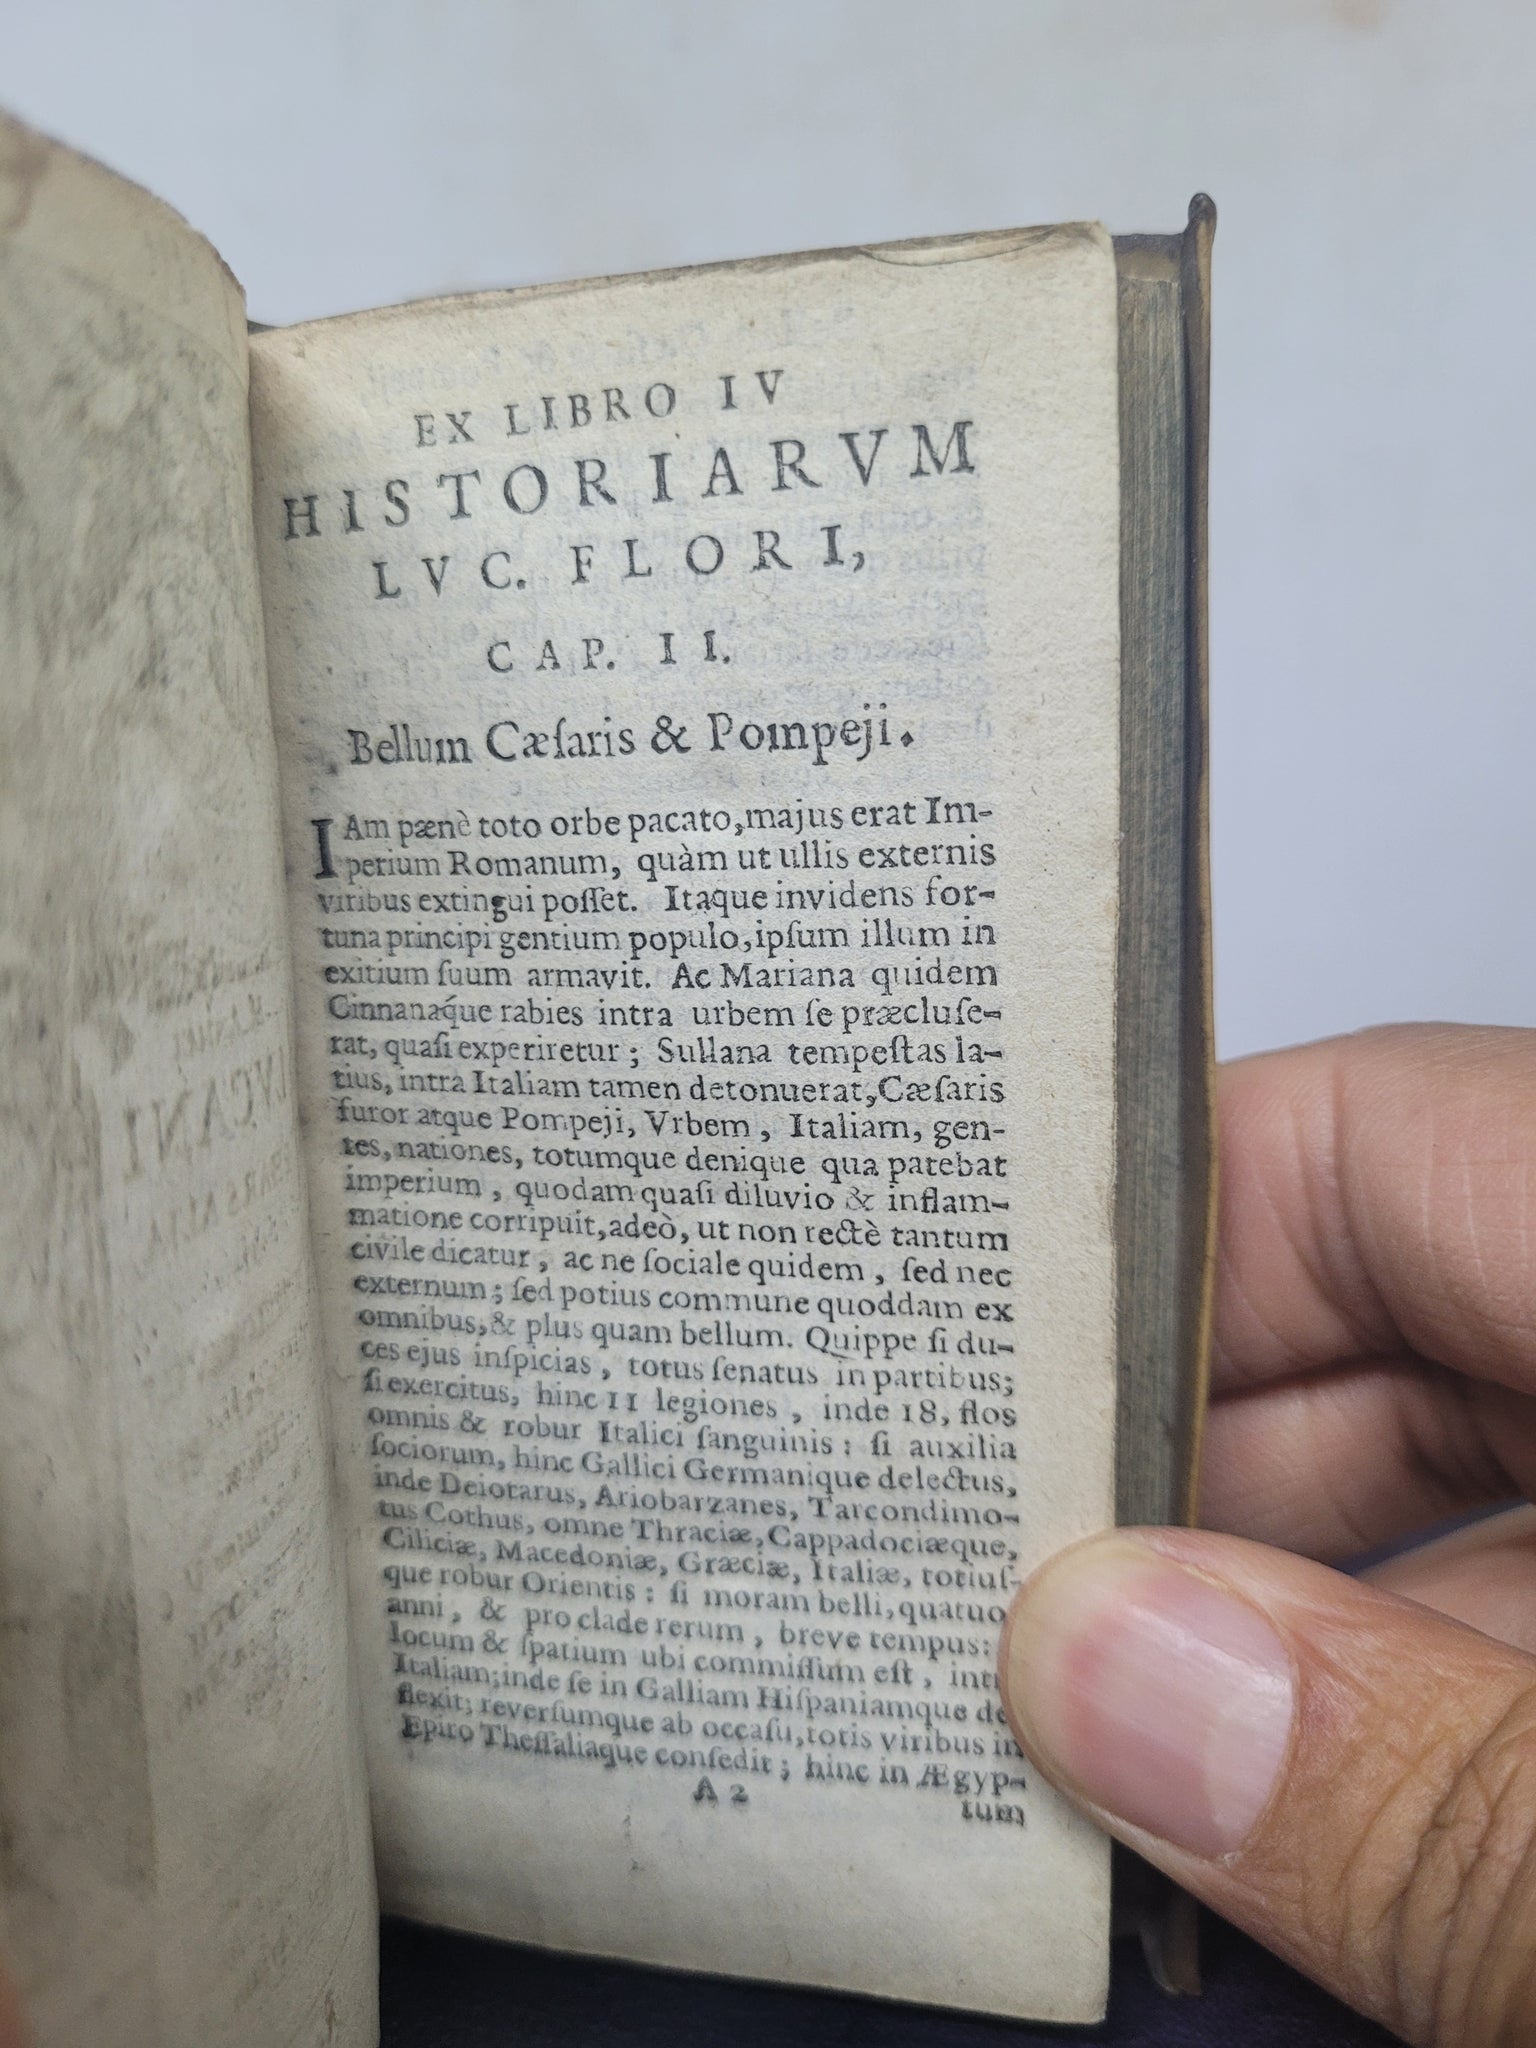 EX LIBRO IV
HISTORIARVM
LVC. FLORI,
CAP. II.
Bellum Cæſaris & Pompeji.
IAm pænè toto orbe pacato, majus erat Im-
perium Romanum, quàm ut ullis externis
viribus extingui poſſet. Itaque invidens for-
tuna principi gentium populo, ipſum illum in
exitium ſuum armavit. Ac Mariana quidem
Cinnanaq́ue rabies intra urbem ſe præcluſe-
rat, quaſi experiretur; Sullana tempeſtas la-
tius, intra Italiam tamen detonuerat, Cæſaris
furor atque Pompeji, Vrbem, Italiam, gen-
tes, nationes, totumque denique qua patebat
imperium, quodam quaſi diluvio & inflam-
matione corripuit, adeò, ut non rectè tantum
civile dicatur, ac ne ſociale quidem, ſed nec
externum; ſed potius commune quoddam ex
omnibus, & plus quam bellum. Quippe ſi du-
ces ejus inſpicias, totus ſenatus in partibus;
ſi exercitus, hinc 11 legiones, inde 18, flos
omnis & robur Italici ſanguinis: ſi auxilia
ſociorum, hinc Gallici Germanique delectus,
inde Deiotarus, Ariobarzanes, Tarcondimo-
tus Cothus, omne Thraciæ, Cappadociæque,
Ciliciæ, Macedoniæ, Græciæ, Italiæ, totiuſ-
que robur Orientis: ſi moram belli, quatuor
anni, & pro clade rerum, breve tempus:
locum & ſpatium ubi commiſſum eſt, int
Italiam; inde ſe in Galliam Hiſpaniamque de
flexit; reverſumque ab occaſu, totis viribus in
Epiro Theſſaliaque conſedit; hinc in Ægyp-
A 2
tum